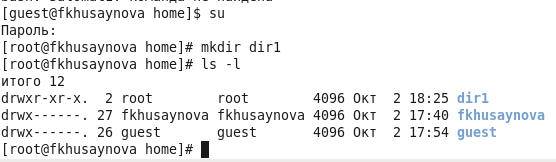 [guest@fkhusaynova home]$ su
Пароль:
[root@fkhusaynova home]# mkdir dir1
[root@fkhusaynova home]# ls -l
итого 12
drwxr-xr-x.  2 root        root        4096 Окт  2 18:25 dir1
drwx------. 27 fkhusaynova fkhusaynova 4096 Окт  2 17:40 fkhusaynova
drwx------. 26 guest       guest       4096 Окт  2 17:54 guest
[root@fkhusaynova home]#